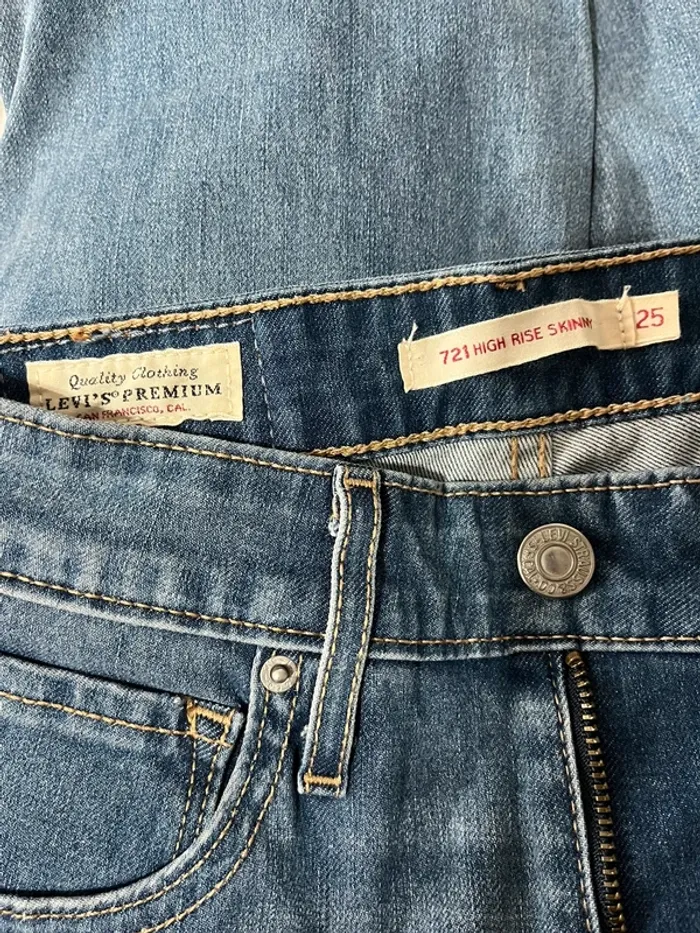 Quality Clothing
LEVI'S® PREMIUM
SAN FRANCISCO, CAL.
721 HIGH RISE SKINNY
25
LEVI STRAUSS & CO